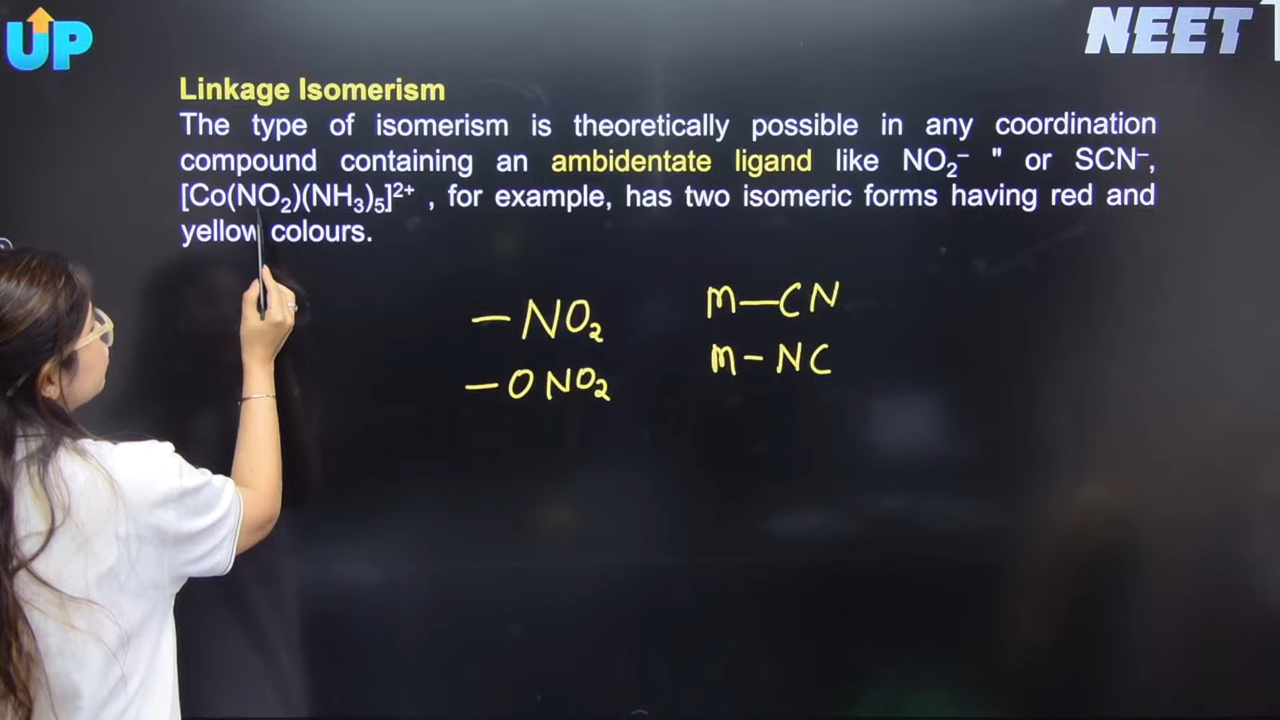 UP
NEET
Linkage Isomerism
The type of isomerism is theoretically possible in any coordination
compound containing an ambidentate ligand like NO₂⁻ " or SCN⁻,
[Co(NO₂)(NH₃)₅]²⁺ , for example, has two isomeric forms having red and
yellow colours.
—NO₂
—ONO₂
M—CN
M—NC